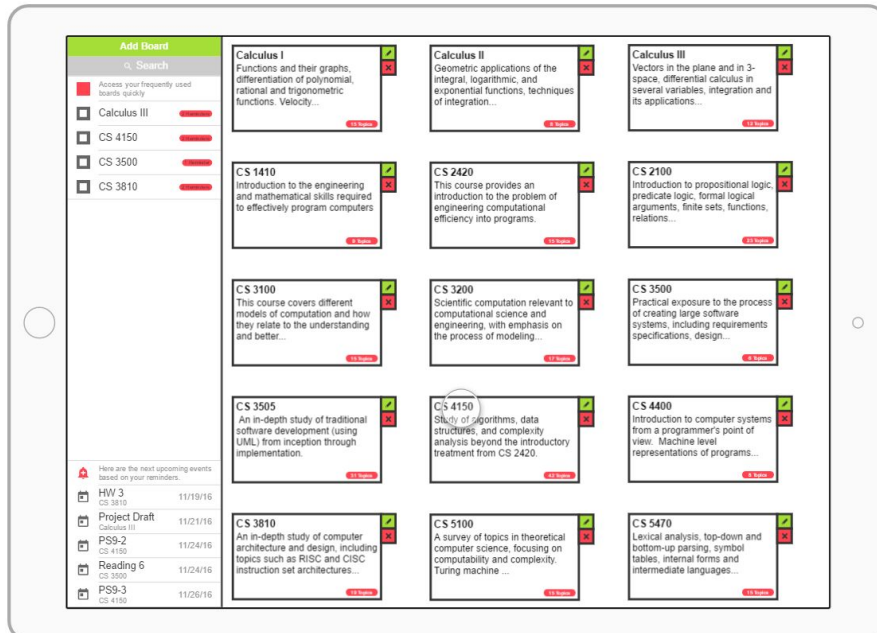 Add Board
Search
Access your frequently used
boards quickly
Calculus III
CS 4150
CS 3500
CS 3810
Here are the next upcoming events
based on your reminders.
HW 3
11/19/16
CS 3810
Project Draft
11/21/16
Calculus III
PS9-2
11/24/16
CS 4150
Reading 6
11/24/16
CS 3500
PS9-3
11/26/16
CS 4150
Calculus I
Functions and their graphs,
differentiation of polynomial,
rational and trigonometric
functions. Velocity...
Calculus II
Geometric applications of the
integral, logarithmic, and
exponential functions, techniques
of integration...
Calculus III
Vectors in the plane and in 3-
space, differential calculus in
several variables, integration and
its applications...
12 Topics
CS 1410
Introduction to the engineering
and mathematical skills required
to effectively program computers
CS 2420
This course provides an
introduction to the problem of
engineering computational
efficiency into programs.
15 Topics
CS 2100
Introduction to propositional logic,
predicate logic, formal logical
arguments, finite sets, functions,
relations...
23 Topics
CS 3100
This course covers different
models of computation and how
they relate to the understanding
and better...
CS 3200
Scientific computation relevant to
computational science and
engineering, with emphasis on
the process of modeling...
17 Topics
CS 3500
Practical exposure to the process
of creating large software
systems, including requirements
specifications, design...
CS 3505
An in-depth study of traditional
software development (using
UML) from inception through
implementation.
CS 4150
Study of algorithms, data
structures, and complexity
analysis beyond the introductory
treatment from CS 2420.
CS 4400
Introduction to computer systems
from a programmer's point of
view. Machine level
representations of programs...
CS 3810
An in-depth study of computer
architecture and design, including
topics such as RISC and CISC
instruction set architectures...
CS 5100
A survey of topics in theoretical
computer science, focusing on
computability and complexity.
Turing machine ...
CS 5470
Lexical analysis, top-down and
bottom-up parsing, symbol
tables, internal forms and
intermediate languages...